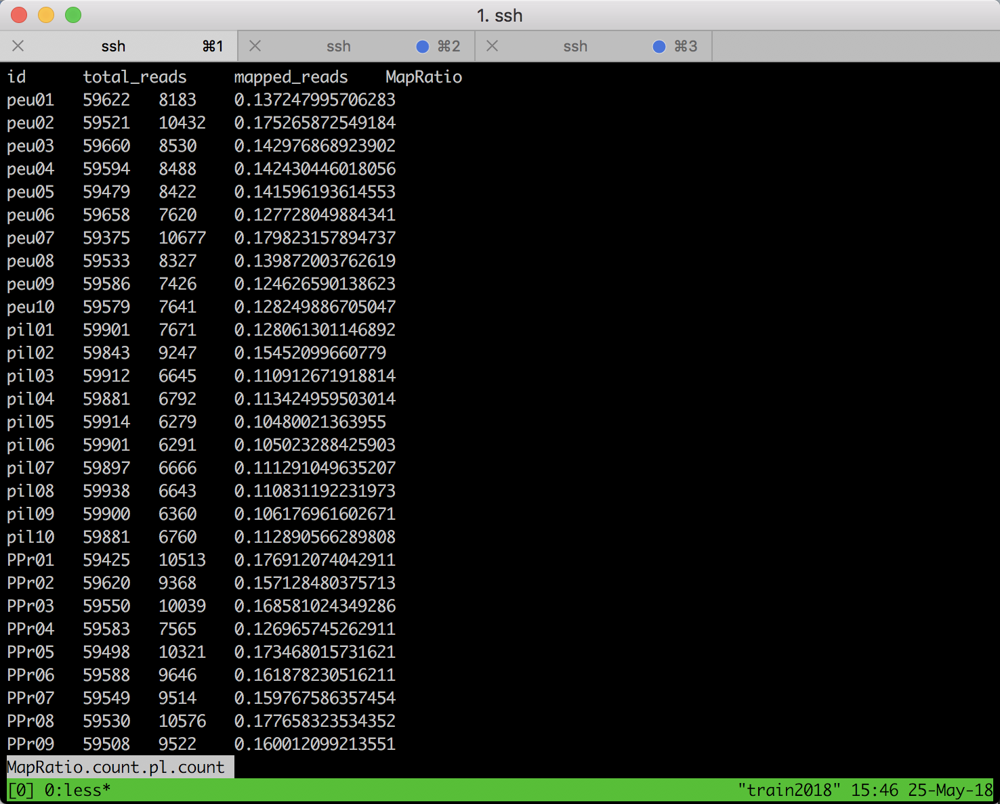 1. ssh
ssh ⌘1 ssh ⌘2 ssh ⌘3
id total_reads mapped_reads MapRatio
peu01 59622 8183 0.137247995706283
peu02 59521 10432 0.175265872549184
peu03 59660 8530 0.142976868923902
peu04 59594 8488 0.142430446018056
peu05 59479 8422 0.141596193614553
peu06 59658 7620 0.127728049884341
peu07 59375 10677 0.179823157894737
peu08 59533 8327 0.139872003762619
peu09 59586 7426 0.124626590138623
peu10 59579 7641 0.128249886705047
pil01 59901 7671 0.128061301146892
pil02 59843 9247 0.15452099660779
pil03 59912 6645 0.110912671918814
pil04 59881 6792 0.113424959503014
pil05 59914 6279 0.10480021363955
pil06 59901 6291 0.105023288425903
pil07 59897 6666 0.111291049635207
pil08 59938 6643 0.110831192231973
pil09 59900 6360 0.106176961602671
pil10 59881 6760 0.112890566289808
PPr01 59425 10513 0.176912074042911
PPr02 59620 9368 0.157128480375713
PPr03 59550 10039 0.168581024349286
PPr04 59583 7565 0.126965745262911
PPr05 59498 10321 0.173468015731621
PPr06 59588 9646 0.161878230516211
PPr07 59549 9514 0.159767586357454
PPr08 59530 10576 0.177658323534352
PPr09 59508 9522 0.160012099213551
MapRatio.count.pl.count
[0] 0:less* "train2018" 15:46 25-May-18